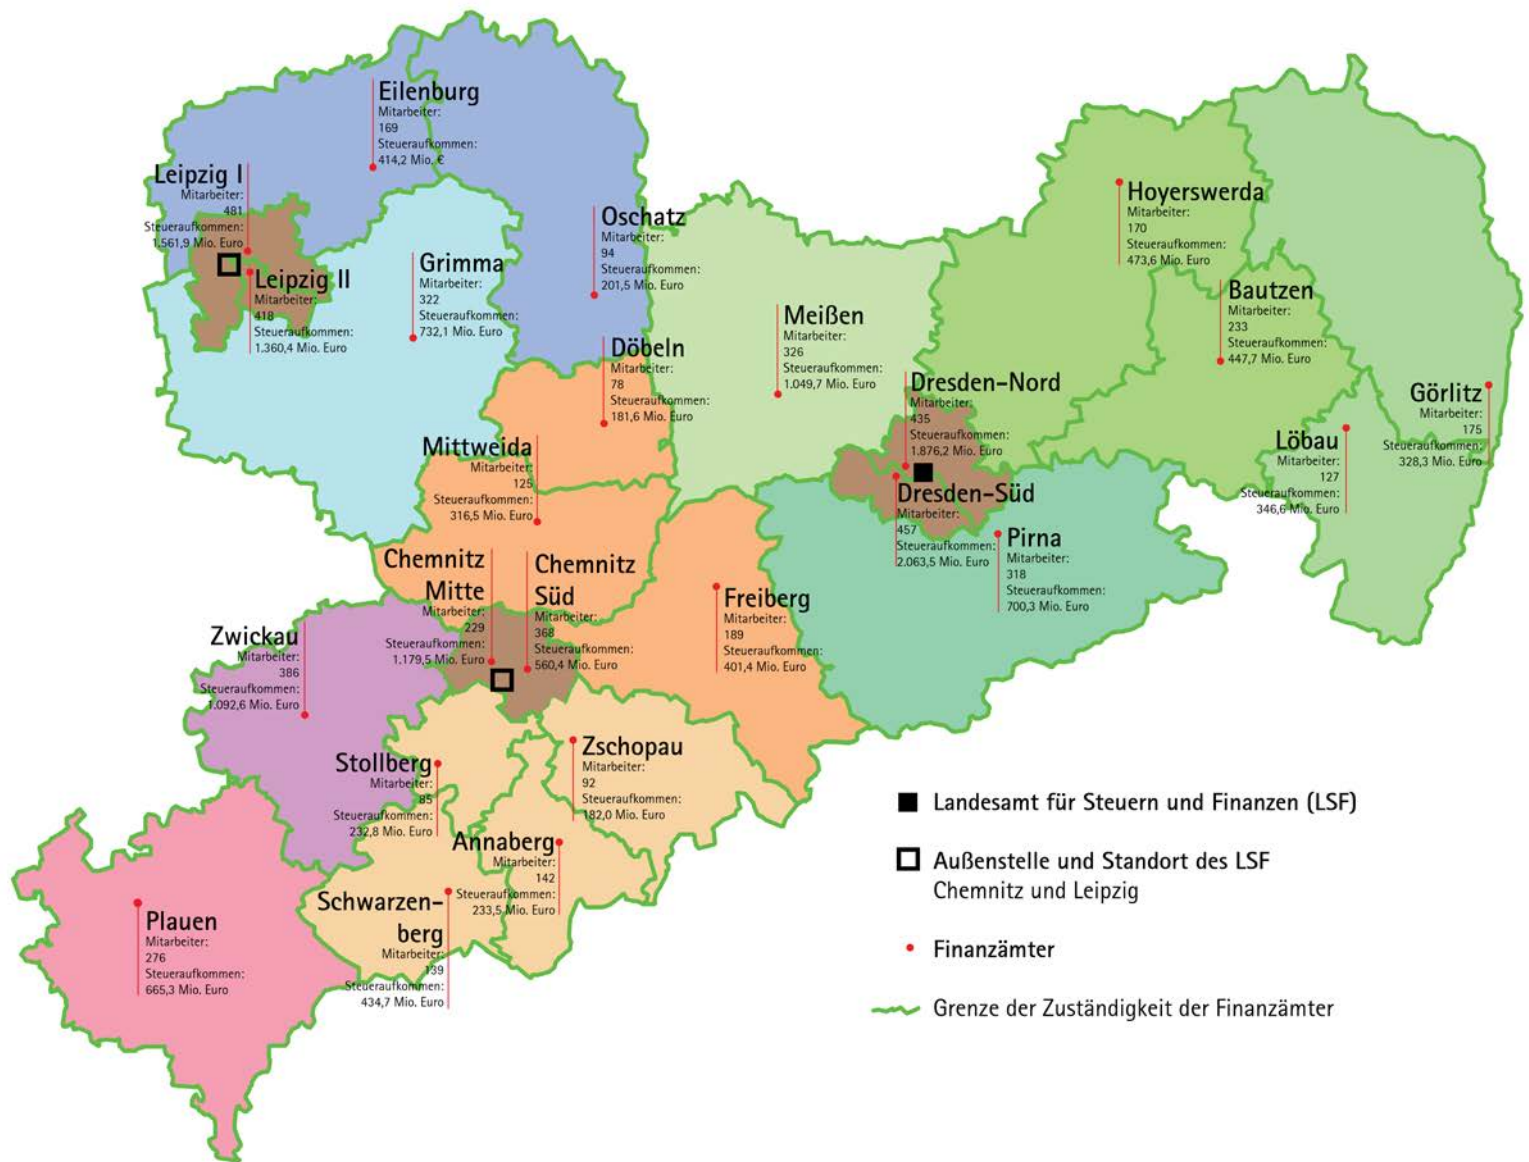 Eilenburg
Mitarbeiter:
169
Steueraufkommen:
414,2 Mio. €
Leipzig I
Mitarbeiter:
481
Steueraufkommen:
1.561,9 Mio. Euro
Leipzig II
Mitarbeiter:
418
Steueraufkommen:
1.360,4 Mio. Euro
Grimma
Mitarbeiter:
322
Steueraufkommen:
732,1 Mio. Euro
Oschatz
Mitarbeiter:
94
Steueraufkommen:
201,5 Mio. Euro
Döbeln
Mitarbeiter:
78
Steueraufkommen:
181,6 Mio. Euro
Meißen
Mitarbeiter:
326
Steueraufkommen:
1.049,7 Mio. Euro
Hoyerswerda
Mitarbeiter:
170
Steueraufkommen:
473,6 Mio. Euro
Bautzen
Mitarbeiter:
233
Steueraufkommen:
447,7 Mio. Euro
Görlitz
Mitarbeiter:
175
Steueraufkommen:
328,3 Mio. Euro
Löbau
Mitarbeiter:
127
Steueraufkommen:
346,6 Mio. Euro
Dresden-Nord
Mitarbeiter:
435
Steueraufkommen:
1.876,2 Mio. Euro
Dresden-Süd
Mitarbeiter:
457
Steueraufkommen:
2.063,5 Mio. Euro
Pirna
Mitarbeiter:
318
Steueraufkommen:
700,3 Mio. Euro
Mittweida
Mitarbeiter:
125
Steueraufkommen:
316,5 Mio. Euro
Chemnitz
Mitte
Mitarbeiter:
229
Steueraufkommen:
1.179,5 Mio. Euro
Chemnitz
Süd
Mitarbeiter:
368
Steueraufkommen:
560,4 Mio. Euro
Freiberg
Mitarbeiter:
189
Steueraufkommen:
401,4 Mio. Euro
Zwickau
Mitarbeiter:
386
Steueraufkommen:
1.092,6 Mio. Euro
Stollberg
Mitarbeiter:
85
Steueraufkommen:
232,8 Mio. Euro
Zschopau
Mitarbeiter:
92
Steueraufkommen:
182,0 Mio. Euro
Annaberg
Mitarbeiter:
142
Steueraufkommen:
233,5 Mio. Euro
Schwarzen-
berg
Mitarbeiter:
139
Steueraufkommen:
434,7 Mio. Euro
Plauen
Mitarbeiter:
276
Steueraufkommen:
665,3 Mio. Euro
Landesamt für Steuern und Finanzen (LSF)
Außenstelle und Standort des LSF
Chemnitz und Leipzig
Finanzämter
Grenze der Zuständigkeit der Finanzämter